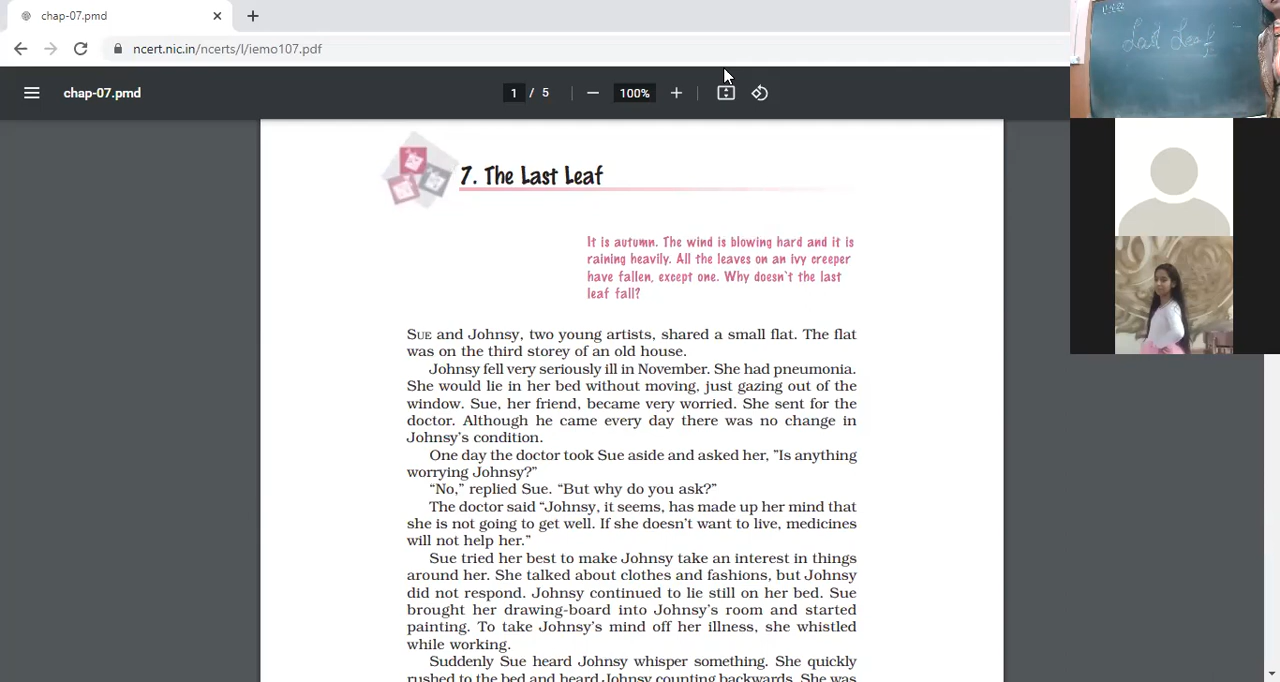 chap-07.pmd
ncert.nic.in/ncerts/l/iemo107.pdf
chap-07.pmd
1 / 5
100%
Last Leaf
7. The Last Leaf
It is autumn. The wind is blowing hard and it is
raining heavily. All the leaves on an ivy creeper
have fallen, except one. Why doesn`t the last
leaf fall?
SUE and Johnsy, two young artists, shared a small flat. The flat
was on the third storey of an old house.
Johnsy fell very seriously ill in November. She had pneumonia.
She would lie in her bed without moving, just gazing out of the
window. Sue, her friend, became very worried. She sent for the
doctor. Although he came every day there was no change in
Johnsy's condition.
One day the doctor took Sue aside and asked her, "Is anything
worrying Johnsy?”
“No,” replied Sue. “But why do you ask?”
The doctor said “Johnsy, it seems, has made up her mind that
she is not going to get well. If she doesn't want to live, medicines
will not help her.”
Sue tried her best to make Johnsy take an interest in things
around her. She talked about clothes and fashions, but Johnsy
did not respond. Johnsy continued to lie still on her bed. Sue
brought her drawing-board into Johnsy's room and started
painting. To take Johnsy's mind off her illness, she whistled
while working.
Suddenly Sue heard Johnsy whisper something. She quickly
rushed to the bed and heard Johnsy counting backwards. She was